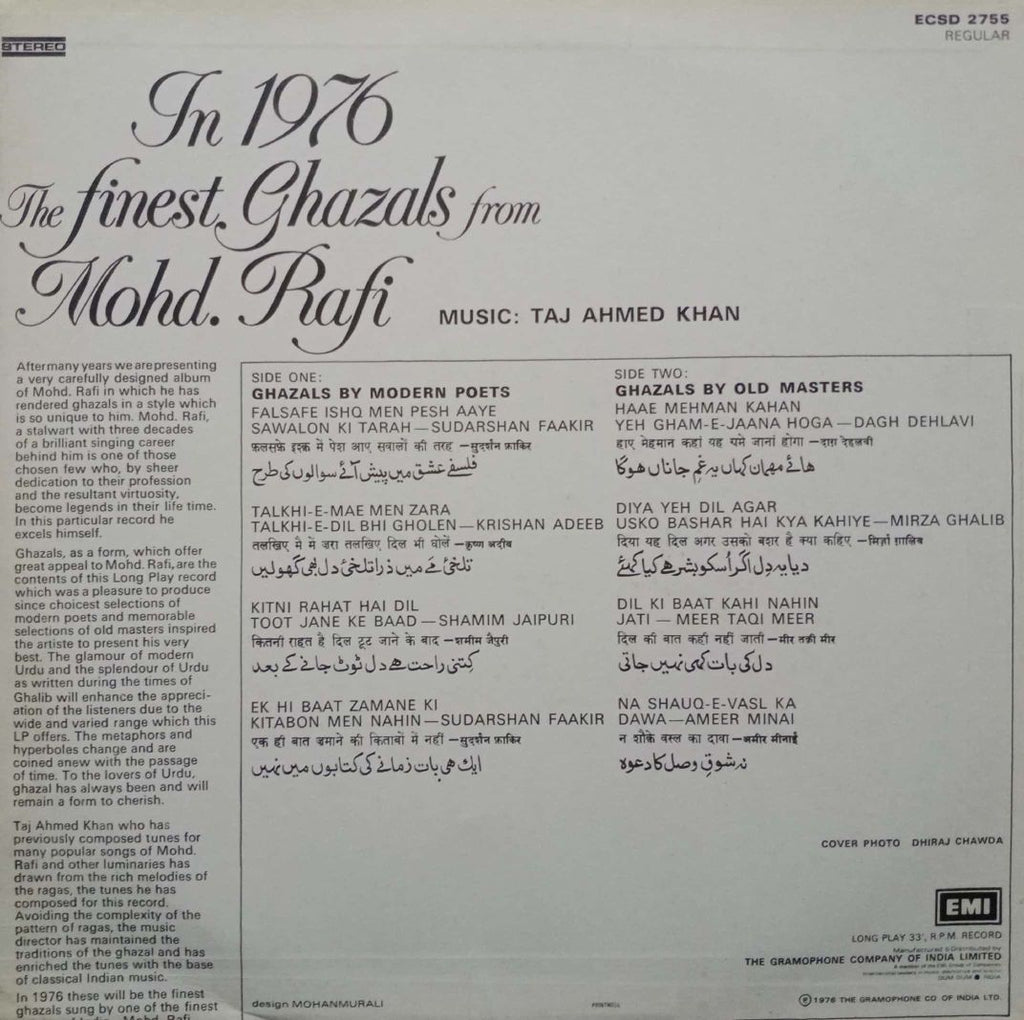 STEREO
ECSD 2755
REGULAR
In 1976
The finest Ghazals from
Mohd. Rafi
MUSIC: TAJ AHMED KHAN
After many years we are presenting
a very carefully designed album
of Mohd. Rafi in which he has
rendered ghazals in a style which
is so unique to him. Mohd. Rafi,
a stalwart with three decades
of a brilliant singing career
behind him is one of those
chosen few who, by sheer
dedication to their profession
and the resultant virtuosity,
become legends in their life time.
In this particular record he
excels himself.
Ghazals, as a form, which offer
great appeal to Mohd. Rafi, are the
contents of this Long Play record
which was a pleasure to produce
since choicest selections of
modern poets and memorable
selections of old masters inspired
the artiste to present his very
best. The glamour of modern
Urdu and the splendour of Urdu
as written during the times of
Ghalib will enhance the appreci-
ation of the listeners due to the
wide and varied range which this
LP offers. The metaphors and
hyperboles change and are
coined anew with the passage
of time. To the lovers of Urdu,
ghazal has always been and will
remain a form to cherish.
Taj Ahmed Khan who has
previously composed tunes for
many popular songs of Mohd.
Rafi and other luminaries has
drawn from the rich melodies of
the ragas, the tunes he has
composed for this record.
Avoiding the complexity of the
pattern of ragas, the music
director has maintained the
traditions of the ghazal and has
enriched the tunes with the base
of classical Indian music.
In 1976 these will be the finest
ghazals sung by one of the finest
Mohd. Rafi
SIDE ONE:
GHAZALS BY MODERN POETS
FALSAFE ISHQ MEN PESH AAYE
SAWALON KI TARAH—SUDARSHAN FAAKIR
फ़लसफ़े इश्क़ में पेश आए सवालों की तरह —सुदर्शन फ़ाकिर
فلسفے عشق میں پیش آئے سوالوں کی طرح
TALKHI-E-MAE MEN ZARA
TALKHI-E-DIL BHI GHOLEN—KRISHAN ADEEB
तलख़िए मै में ज़रा तलख़िए दिल भी घोलें —कृष्ण अदीब
تلخیٔ مے میں ذرا تلخیٔ دل بھی گھولیں
KITNI RAHAT HAI DIL
TOOT JANE KE BAAD—SHAMIM JAIPURI
कितनी राहत है दिल टूट जाने के बाद —शमीम जैपुरी
کتنی راحت ھے دل ٹوٹ جانے کے بعد
EK HI BAAT ZAMANE KI
KITABON MEN NAHIN—SUDARSHAN FAAKIR
एक ही बात ज़माने की किताबों में नहीं —सुदर्शन फ़ाकिर
ایک ھی بات زمانے کی کتابوں میں نہیں
SIDE TWO:
GHAZALS BY OLD MASTERS
HAAE MEHMAN KAHAN
YEH GHAM-E-JAANA HOGA—DAGH DEHLAVI
हाए मेहमान कहां यह ग़मे जानां होगा —दाग़ देहलवी
ھائے مہمان کہاں یہ غمِ جاناں ھوگا
DIYA YEH DIL AGAR
USKO BASHAR HAI KYA KAHIYE—MIRZA GHALIB
दिया यह दिल अगर उसको बशर है क्या कहिए —मिर्ज़ा ग़ालिब
دیا یہ دل اگر اُسکو بشر ھے کیا کہئے
DIL KI BAAT KAHI NAHIN
JATI—MEER TAQI MEER
दिल की बात कही नहीं जाती —मीर तक़ी मीर
دل کی بات کہی نہیں جاتی
NA SHAUQ-E-VASL KA
DAWA—AMEER MINAI
न शौक़े वस्ल का दावा —अमीर मीनाई
نہ شوقِ وصل کا دعوہ
COVER PHOTO DHIRAJ CHAWDA
EMI
LONG PLAY 33⅓ R.P.M. RECORD
Manufactured & Distributed by
THE GRAMOPHONE COMPANY OF INDIA LIMITED
DUM DUM INDIA
design MOHANMURALI
℗ 1976 THE GRAMOPHONE CO OF INDIA LTD.